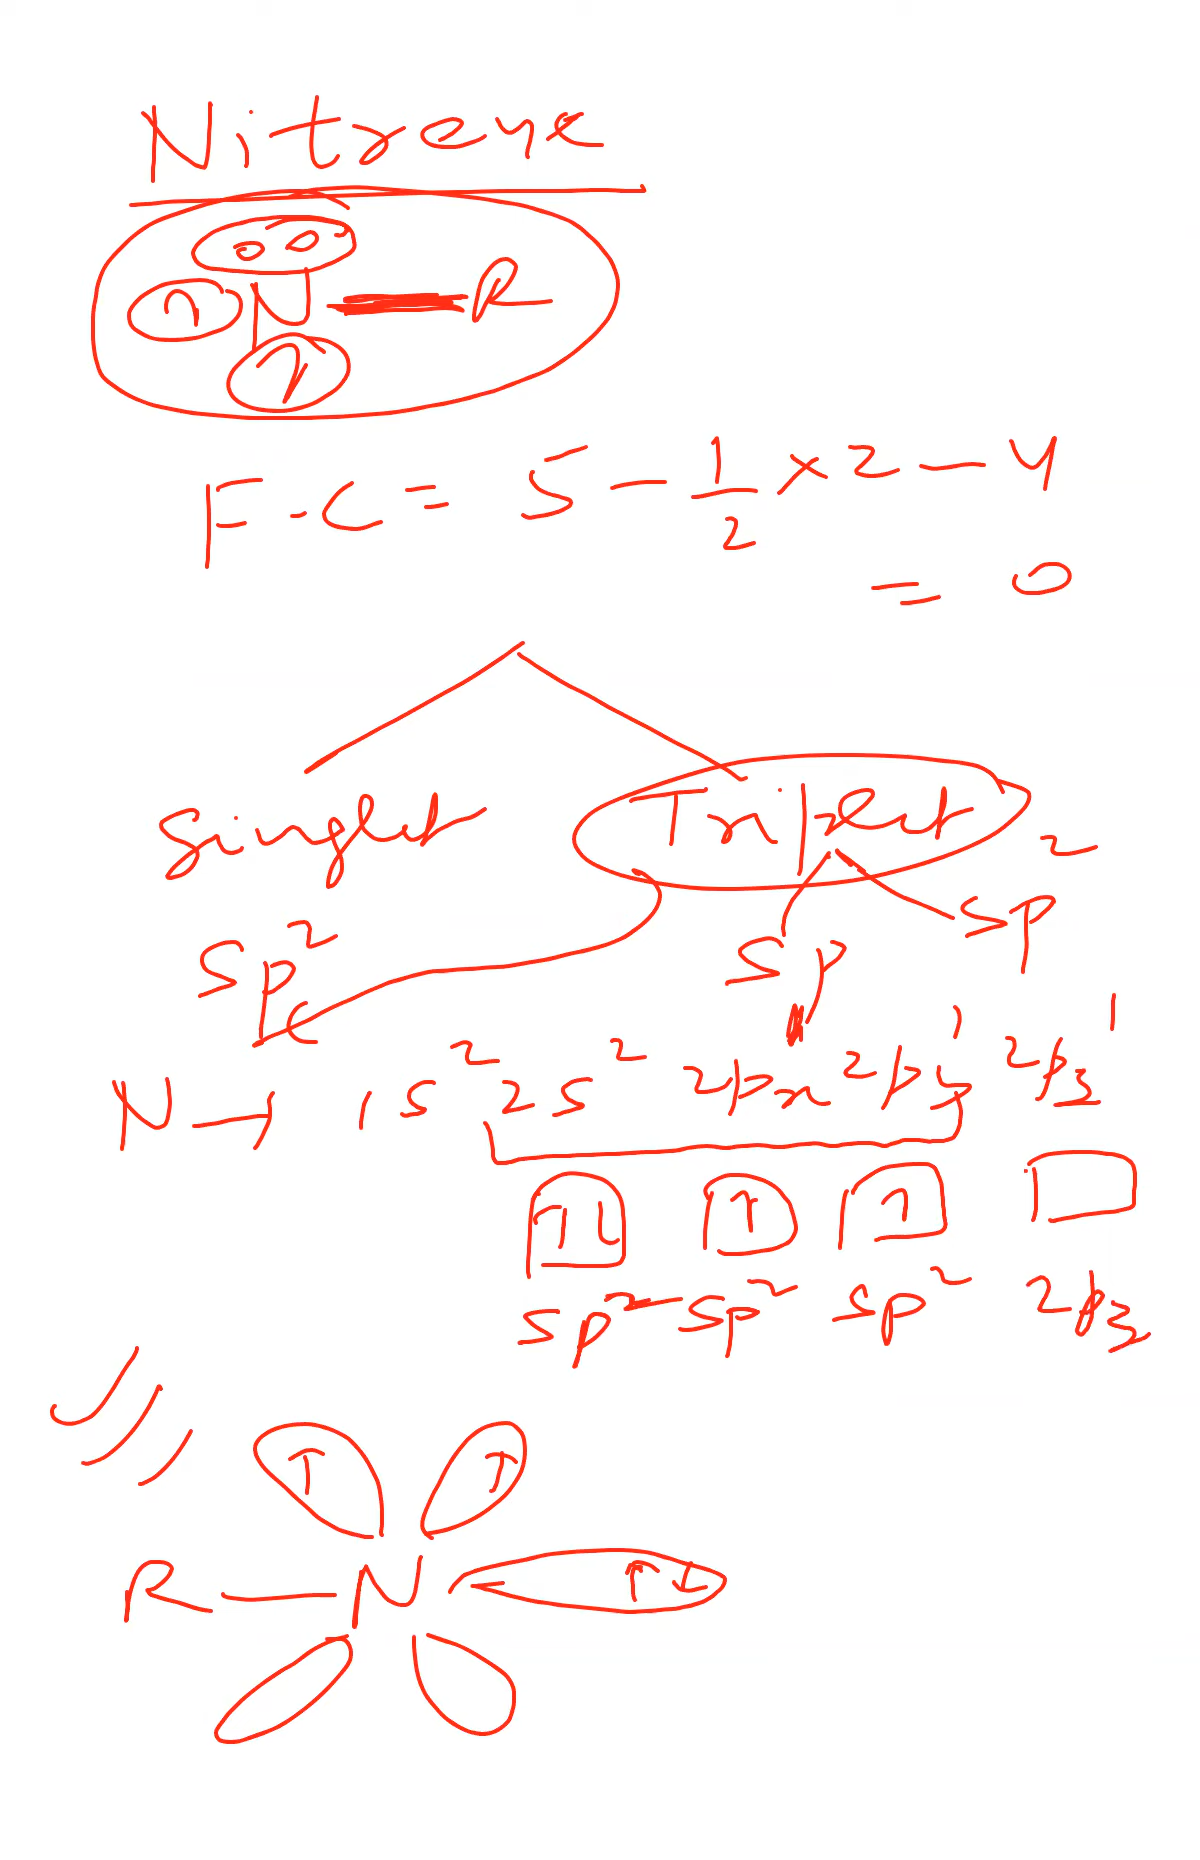 Nitrene
N R
F.C = 5 - 1/2 × 2 - 4
= 0
Singlet Triplet
sp² sp sp²
N → 1s² 2s² 2px 2py¹ 2pz¹
↑↓ ↑ ↑
sp² sp² sp² 2pz
↑ ↑
R — N ↑↓